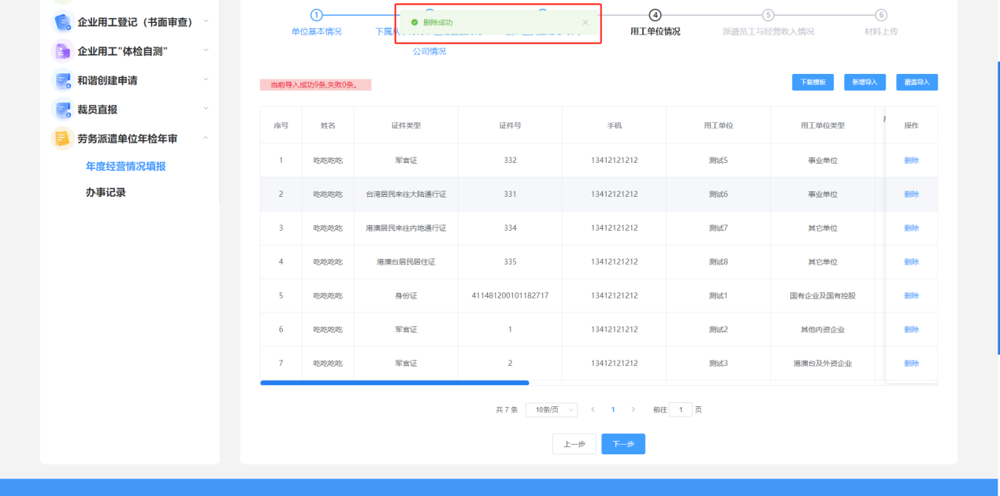 企业用工登记（书面审查）
企业用工"体检自测"
和谐创建申请
裁员直报
劳务派遣单位年检年审
年度经营情况填报
办事记录
1
4
5
6
单位基本情况
下属
删除成功
用工单位情况
派遣员工与经营收入情况
材料上传
公司情况
当前导入成功9条,失败0条。
下载模板 新增导入 覆盖导入
序号 姓名 证件类型 证件号 手机 用工单位 用工单位类型 操作
1 吃吃吃吃 军官证 332 13412121212 测试5 事业单位 删除
2 吃吃吃吃 台湾居民来往大陆通行证 331 13412121212 测试6 事业单位 删除
3 吃吃吃吃 港澳居民来往内地通行证 334 13412121212 测试7 其它单位 删除
4 吃吃吃吃 港澳台居民居住证 335 13412121212 测试8 其它单位 删除
5 吃吃吃吃 身份证 411481200101182717 13412121212 测试1 国有企业及国有控股 删除
6 吃吃吃吃 军官证 1 13412121212 测试2 其他内资企业 删除
7 吃吃吃吃 军官证 2 13412121212 测试3 港澳台及外资企业 删除
共 7 条 10条/页 1 前往 1 页
上一步 下一步